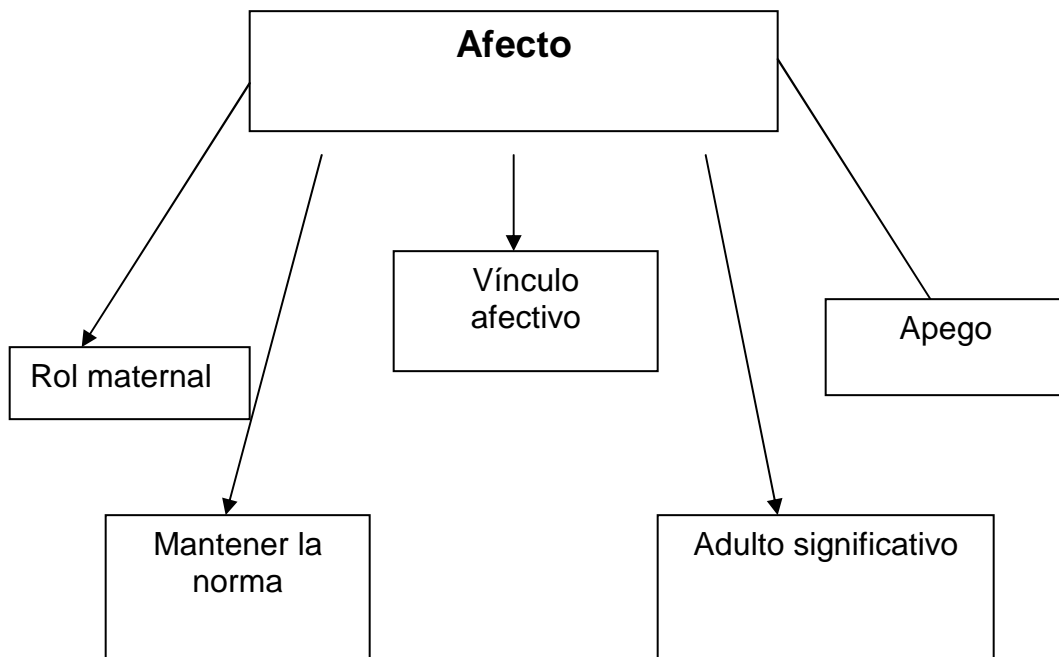 Afecto
Vínculo
afectivo
Apego
Rol maternal
Mantener la
norma
Adulto significativo